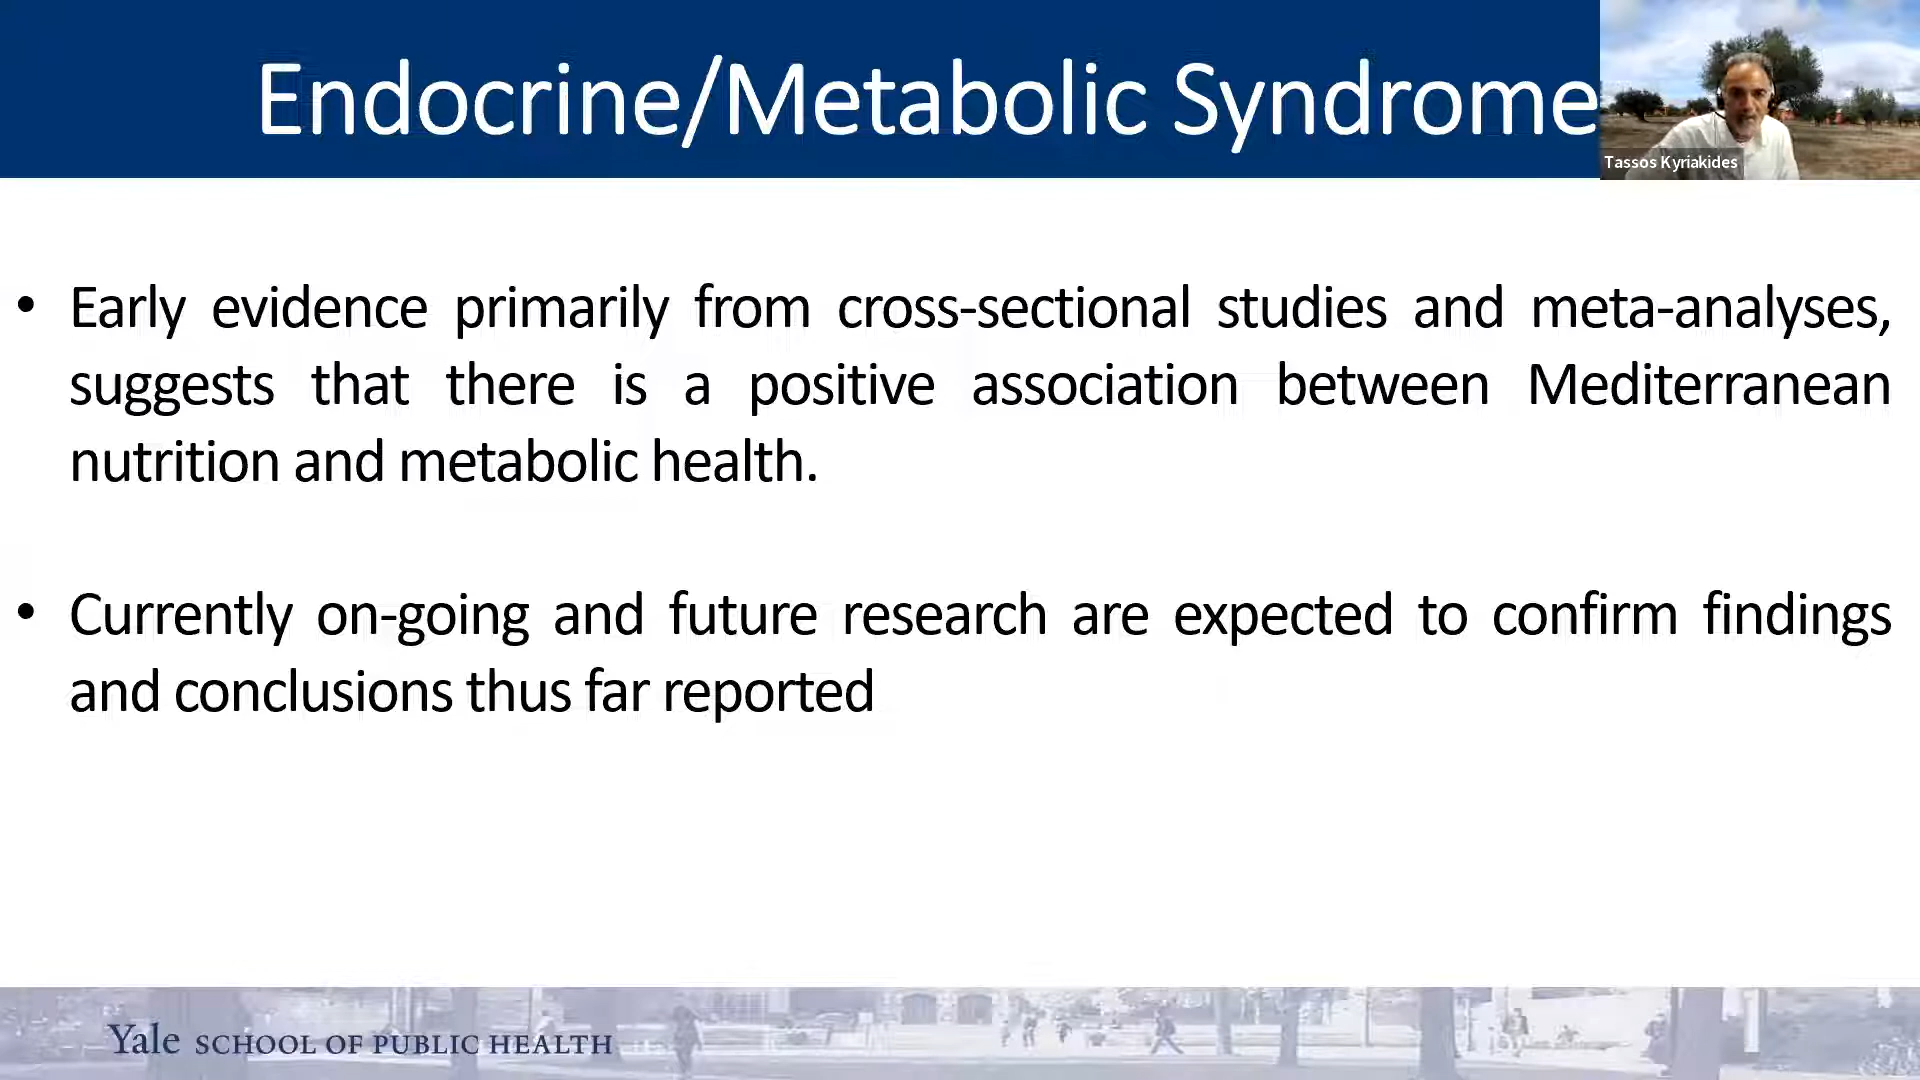 Endocrine/Metabolic Syndrome
Tassos Kyriakides
• Early evidence primarily from cross-sectional studies and meta-analyses,
suggests that there is a positive association between Mediterranean
nutrition and metabolic health.
• Currently on-going and future research are expected to confirm findings
and conclusions thus far reported
Yale SCHOOL OF PUBLIC HEALTH